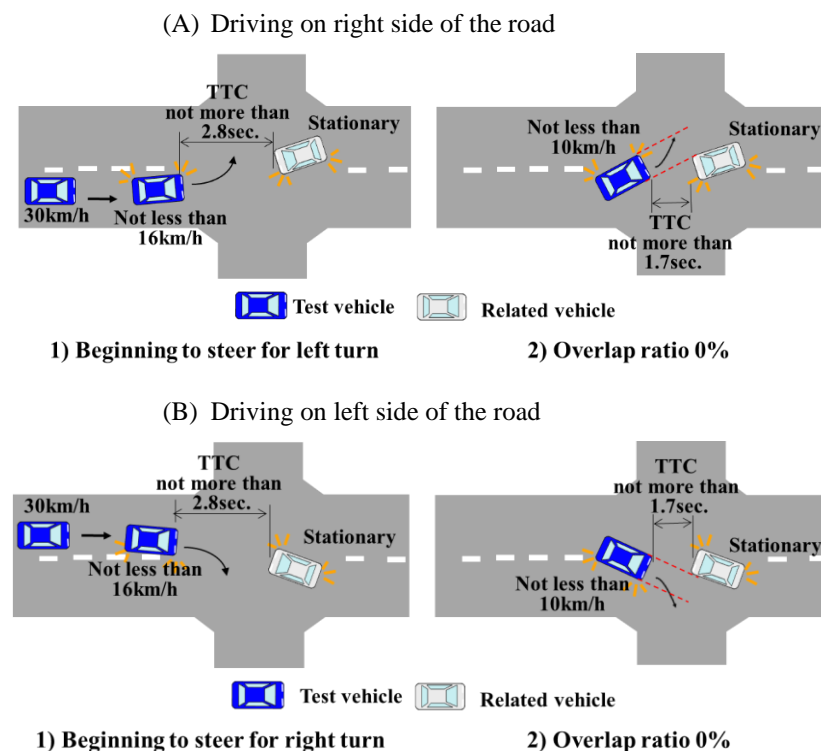 (A) Driving on right side of the road
TTC
not more than
2.8sec.
Stationary
30km/h
Not less than
16km/h
Not less than
10km/h
Stationary
TTC
not more than
1.7sec.
Test vehicle
Related vehicle
1) Beginning to steer for left turn
2) Overlap ratio 0%
(B) Driving on left side of the road
TTC
not more than
2.8sec.
30km/h
Stationary
Not less than
16km/h
TTC
not more than
1.7sec.
Stationary
Not less than
10km/h
Test vehicle
Related vehicle
1) Beginning to steer for right turn
2) Overlap ratio 0%